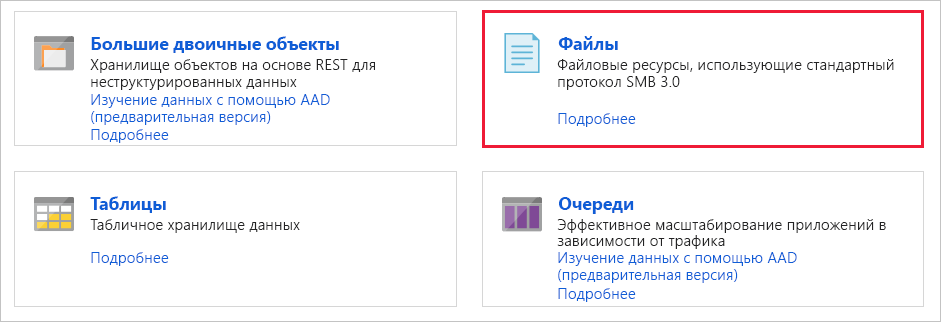 Большие двоичные объекты
Хранилище объектов на основе REST для
неструктурированных данных
Изучение данных с помощью AAD
(предварительная версия)
Подробнее
Файлы
Файловые ресурсы, использующие стандартный
протокол SMB 3.0
Подробнее
Таблицы
Табличное хранилище данных
Подробнее
Очереди
Эффективное масштабирование приложений в
зависимости от трафика
Изучение данных с помощью AAD
(предварительная версия)
Подробнее